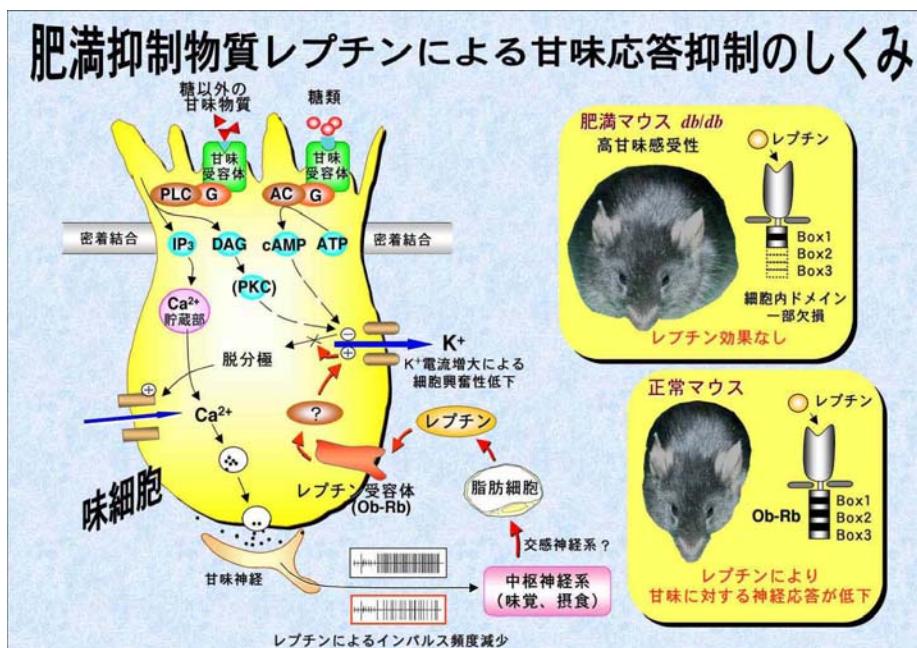 肥満抑制物質レプチンによる甘味応答抑制のしくみ
糖以外の
甘味物質
糖類
甘味
受容体
甘味
受容体
PLC
G
AC
G
密着結合
密着結合
IP₃
DAG
cAMP
ATP
(PKC)
Ca²⁺
貯蔵部
脱分極
−
+
K⁺
K⁺電流増大による
細胞興奮性低下
+
Ca²⁺
?
レプチン
レプチン受容体
(Ob-Rb)
脂肪細胞
味細胞
交感神経系?
甘味神経
中枢神経系
(味覚、摂食)
レプチンによるインパルス頻度減少
肥満マウス db/db
高甘味感受性
レプチン
Box1
Box2
Box3
細胞内ドメイン
一部欠損
レプチン効果なし
正常マウス
レプチン
Ob-Rb
Box1
Box2
Box3
レプチンにより
甘味に対する神経応答が低下